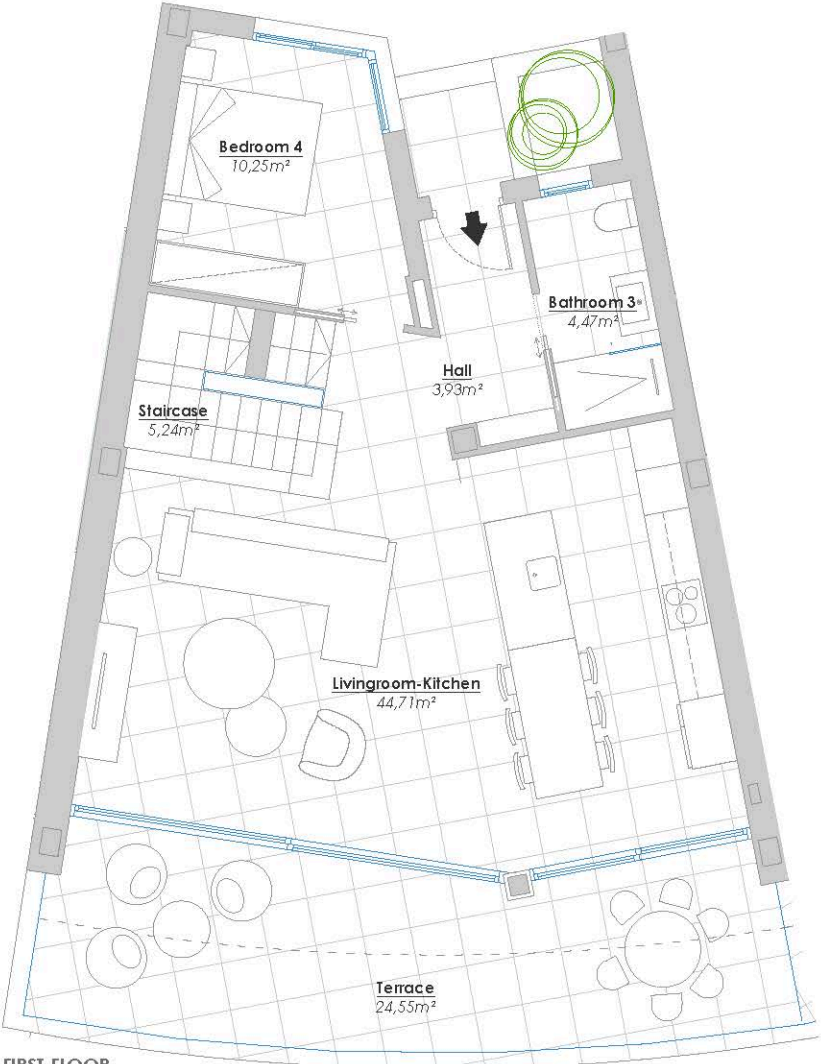 Bedroom 4
10,25m²
Bathroom 3
4,47m²
Hall
3,93m²
Staircase
5,24m²
Livingroom-Kitchen
44,71m²
Terrace
24,55m²
FIRST FLOOR